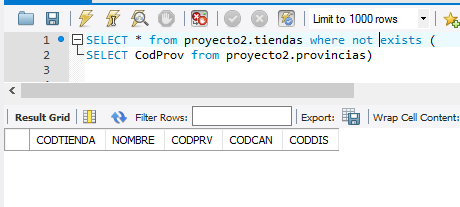 Limit to 1000 rows
1 SELECT * from proyecto2.tiendas where not exists (
2 SELECT CodProv from proyecto2.provincias)
3
Result Grid Filter Rows: Export: Wrap Cell Content:
CODTIENDA NOMBRE CODPRV CODCAN CODDIS